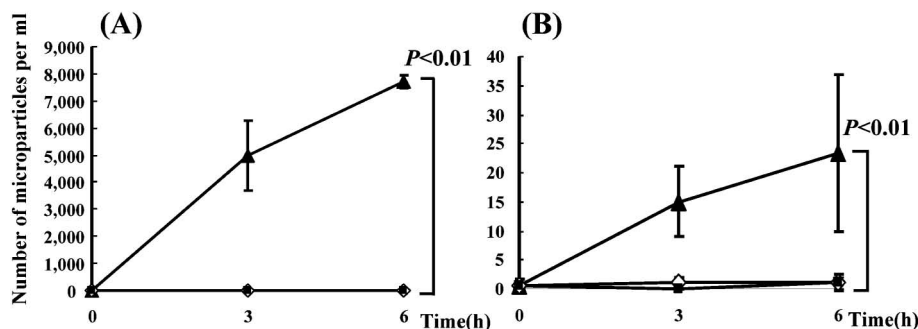 (A)
Number of microparticles per ml
9,000
8,000
7,000
6,000
5,000
4,000
3,000
2,000
1,000
0
P<0.01
0 3 6 Time(h)
(B)
40
35
30
25
20
15
10
5
0
P<0.01
0 3 6 Time(h)